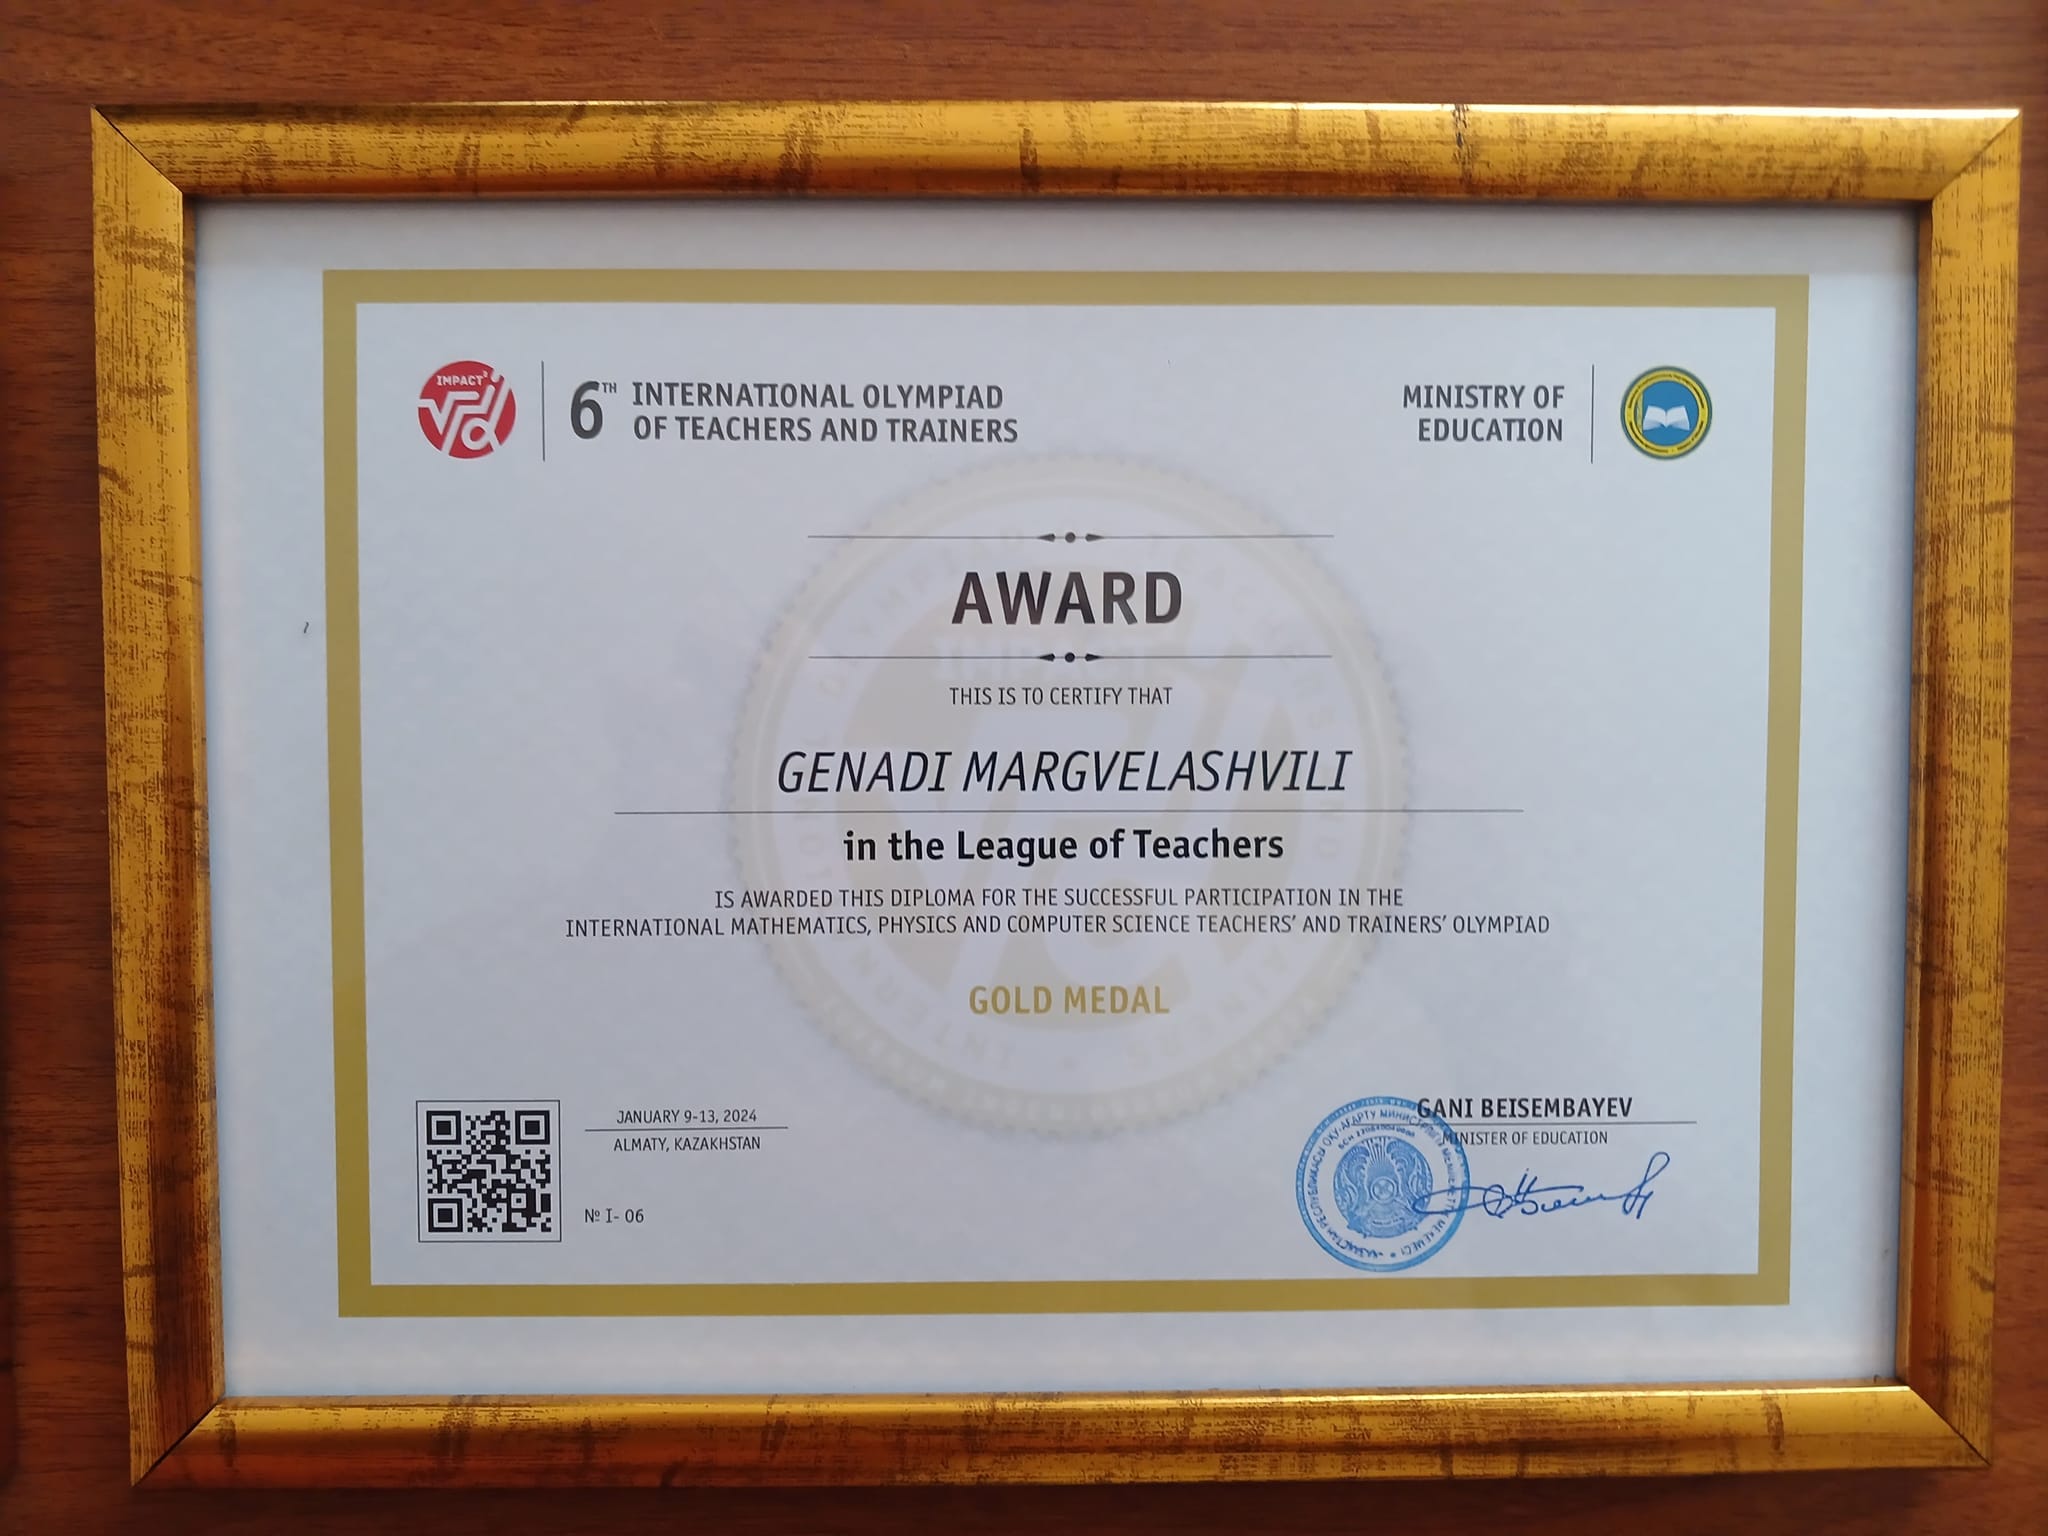 IMPACT²
6TH INTERNATIONAL OLYMPIAD
OF TEACHERS AND TRAINERS
MINISTRY OF
EDUCATION
AWARD
THIS IS TO CERTIFY THAT
GENADI MARGVELASHVILI
in the League of Teachers
IS AWARDED THIS DIPLOMA FOR THE SUCCESSFUL PARTICIPATION IN THE
INTERNATIONAL MATHEMATICS, PHYSICS AND COMPUTER SCIENCE TEACHERS' AND TRAINERS' OLYMPIAD
GOLD MEDAL
JANUARY 9-13, 2024
ALMATY, KAZAKHSTAN
№ I- 06
GANI BEISEMBAYEV
MINISTER OF EDUCATION